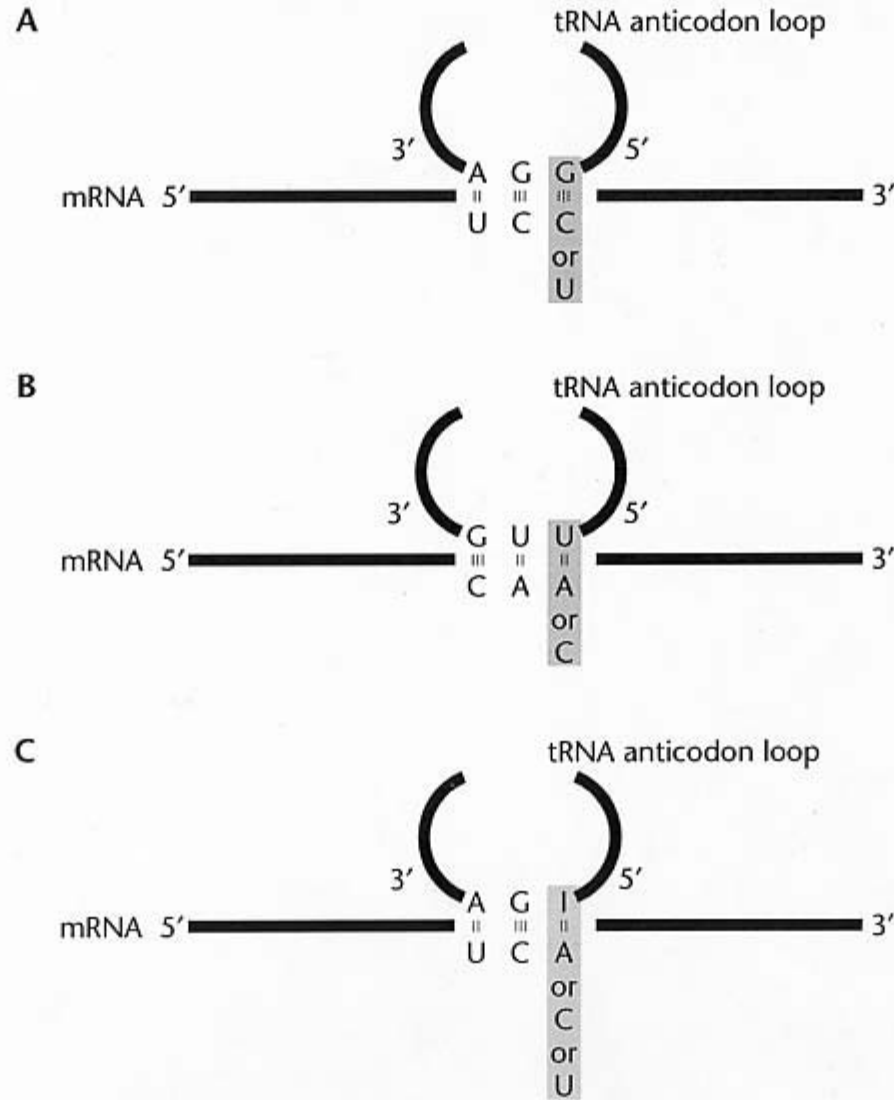 A tRNA anticodon loop
3′ 5′
A G G
mRNA 5′ 3′
U C C
or
U
B tRNA anticodon loop
3′ 5′
G U U
mRNA 5′ 3′
C A A
or
C
C tRNA anticodon loop
3′ 5′
A G I
mRNA 5′ 3′
U C A
or
C
or
U